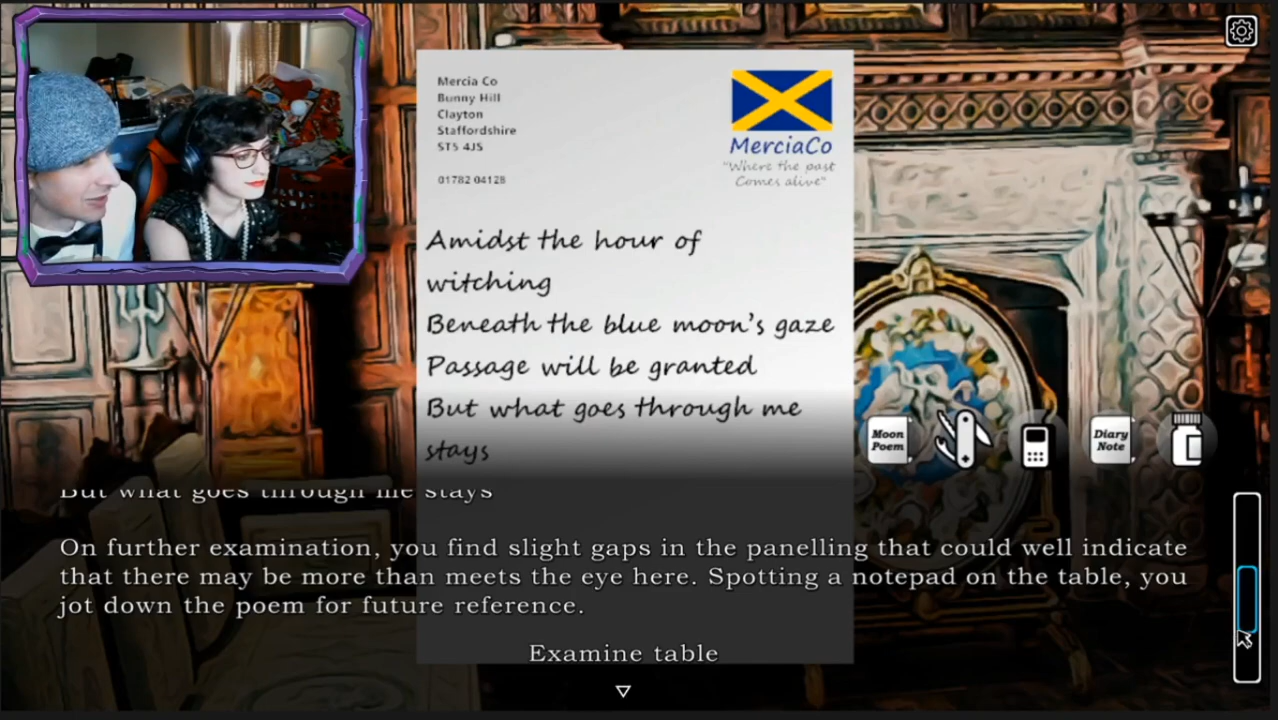 Mercia Co
Bunny Hill
Clayton
Staffordshire
ST5 4JS
01782 04128
MerciaCo
"Where the past
Comes alive"
Amidst the hour of
witching
Beneath the blue moon's gaze
Passage will be granted
But what goes through me
stays
Moon
Poem
Diary
Note
But what goes through me stays
On further examination, you find slight gaps in the panelling that could well indicate
that there may be more than meets the eye here. Spotting a notepad on the table, you
jot down the poem for future reference.
Examine table